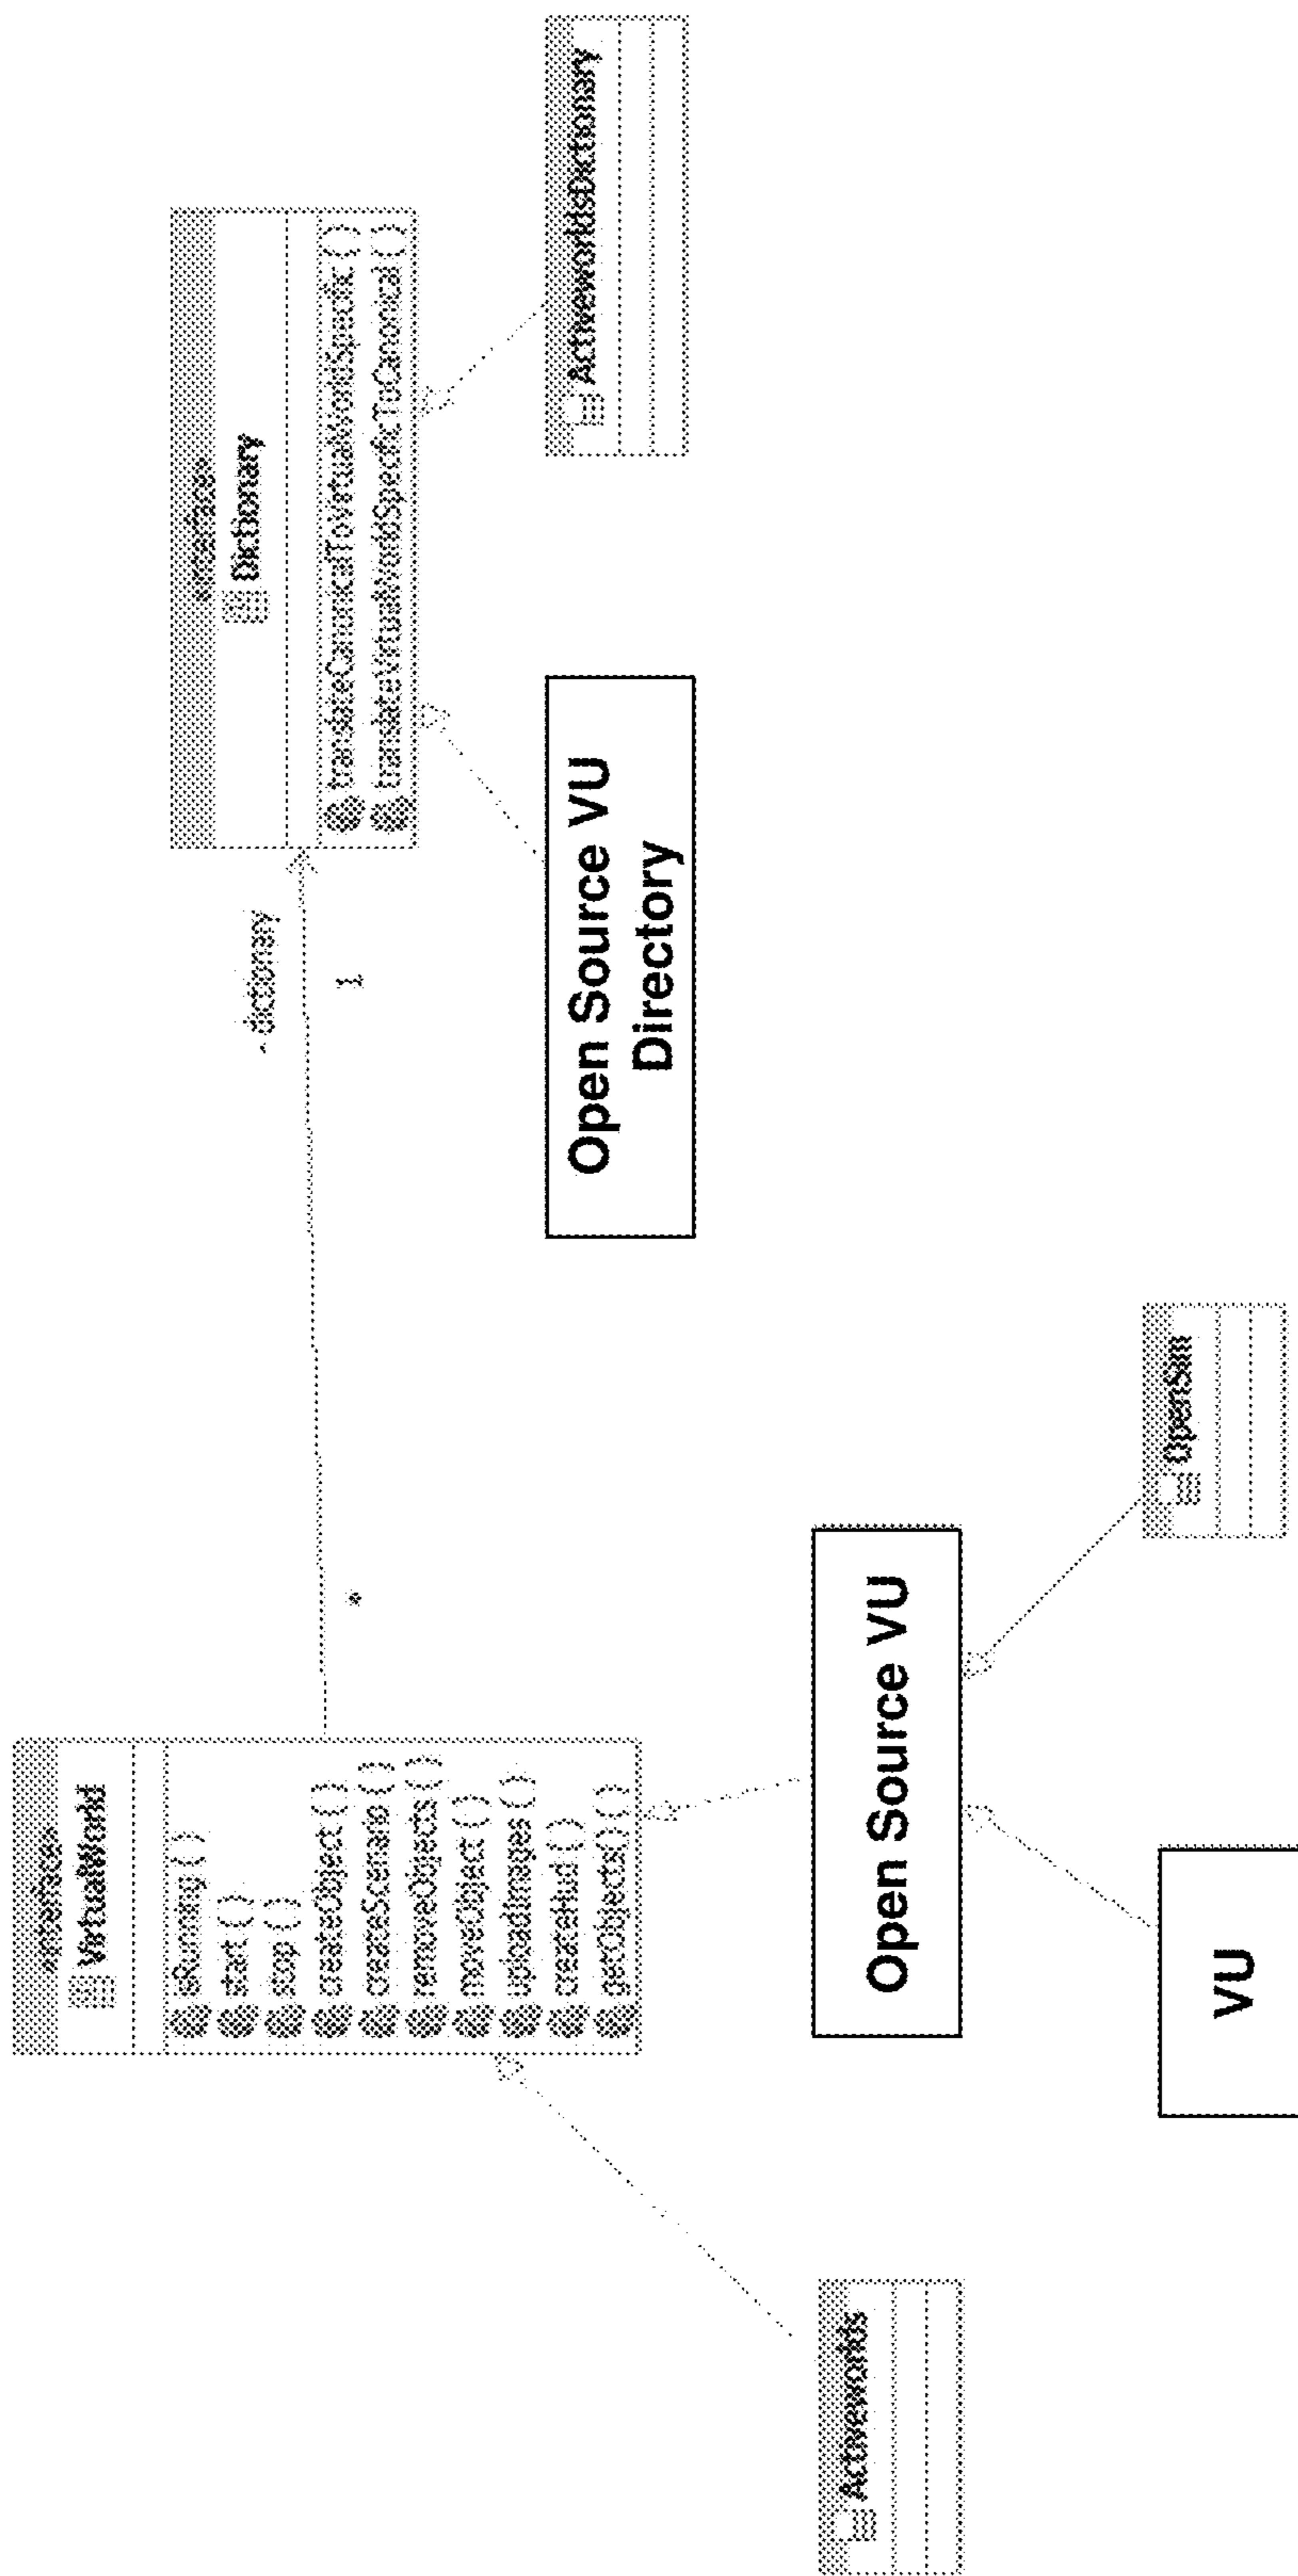 VirtualWorld
isRunning ()
start ()
stop ()
createObject ()
createScenario ()
removeObjects ()
moveObject ()
uploadImages ()
createHud ()
getObjects() ()
- dictionary
*
1
interface
Dictionary
translateCanonicalToVirtualWorldSpecific ()
translateVirtualWorldSpecificToCanonical ()
Activeworlds
Open Source VU
VU
OpenSim
Open Source VU
Directory
ActiveworldsDictionary